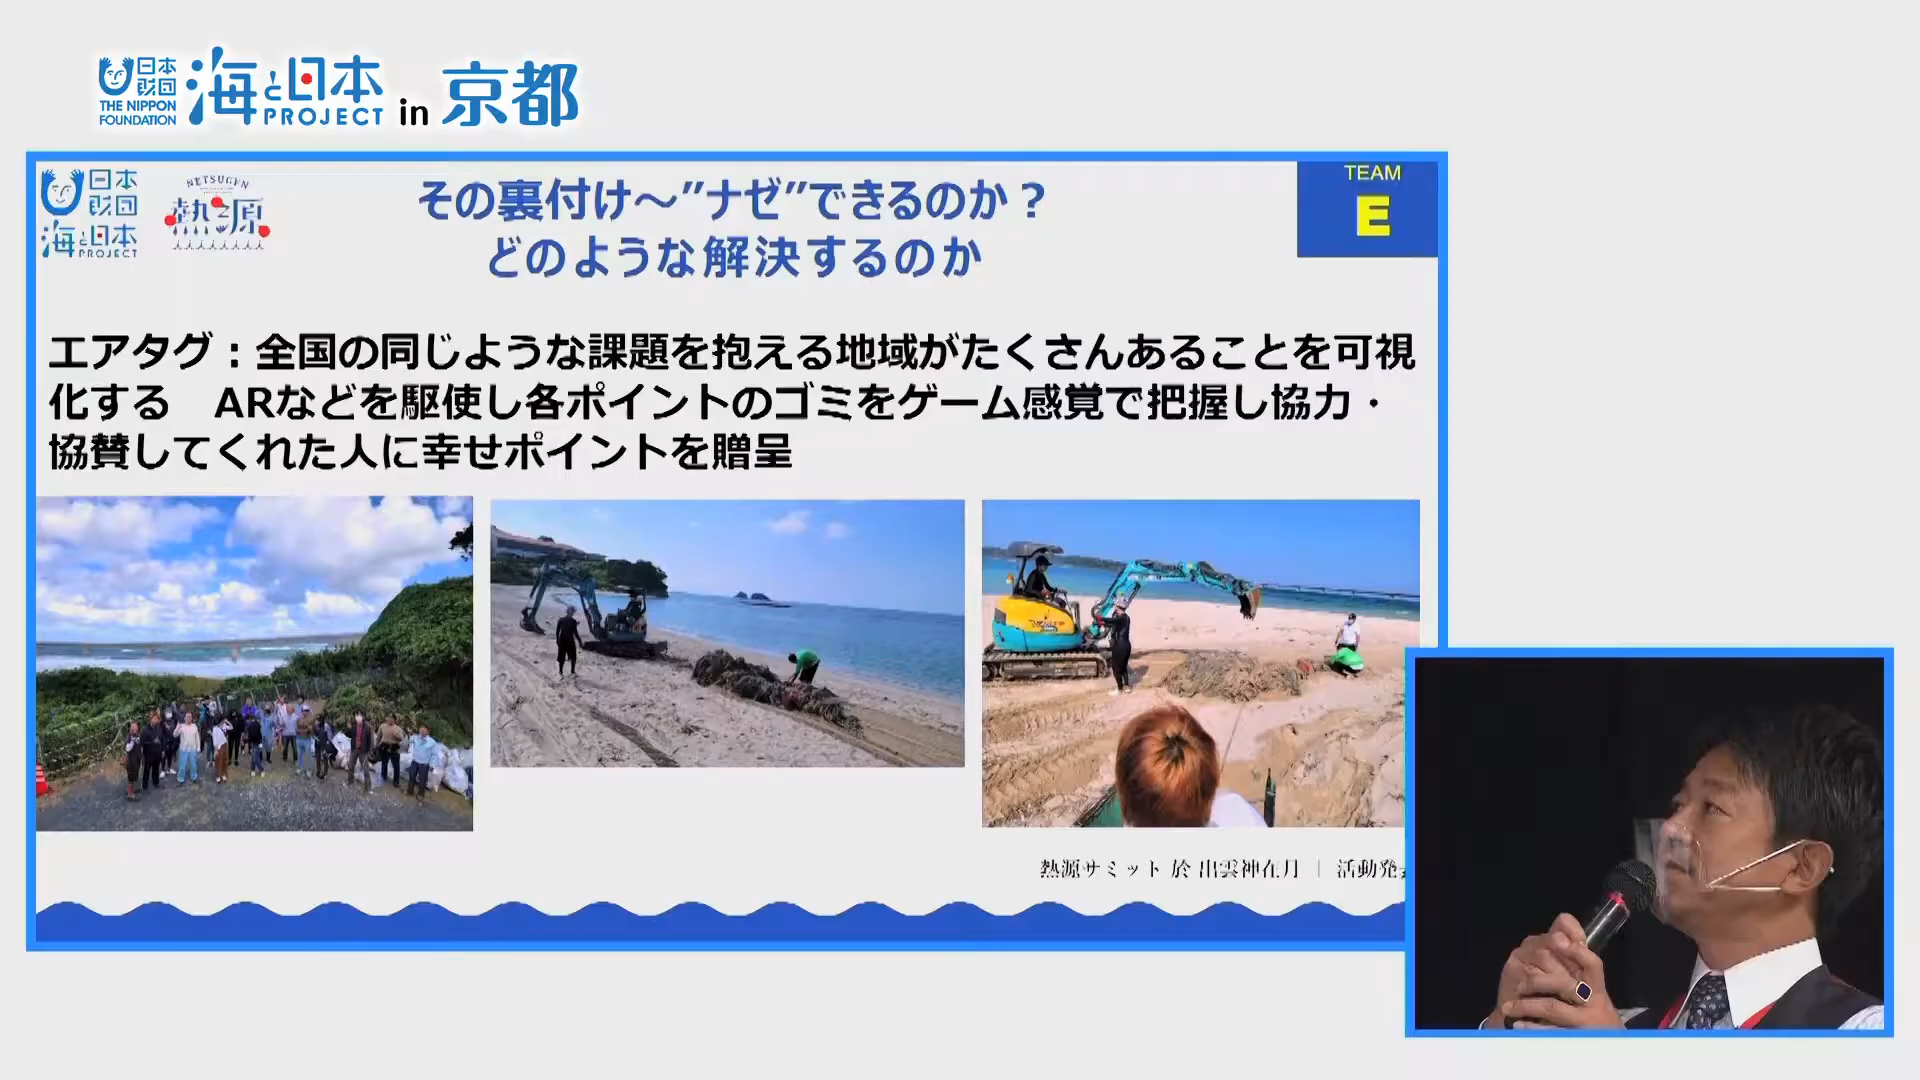 日本
財団
THE NIPPON
FOUNDATION
海と日本
PROJECT
in 京都
日本
財団
海と日本
PROJECT
NETSUGEN
熱源
その裏付け～”ナゼ”できるのか？
どのような解決するのか
TEAM
E
エアタグ：全国の同じような課題を抱える地域がたくさんあることを可視
化する　ARなどを駆使し各ポイントのゴミをゲーム感覚で把握し協力・
協賛してくれた人に幸せポイントを贈呈
熱源サミット 於 出雲神在月 | 活動発